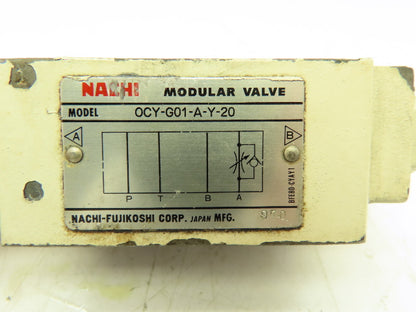 NACHI MODULAR VALVE
MODEL OCY-G01-A-Y-20
A B
P T B A
NACHI-FUJIKOSHI CORP. JAPAN MFG.